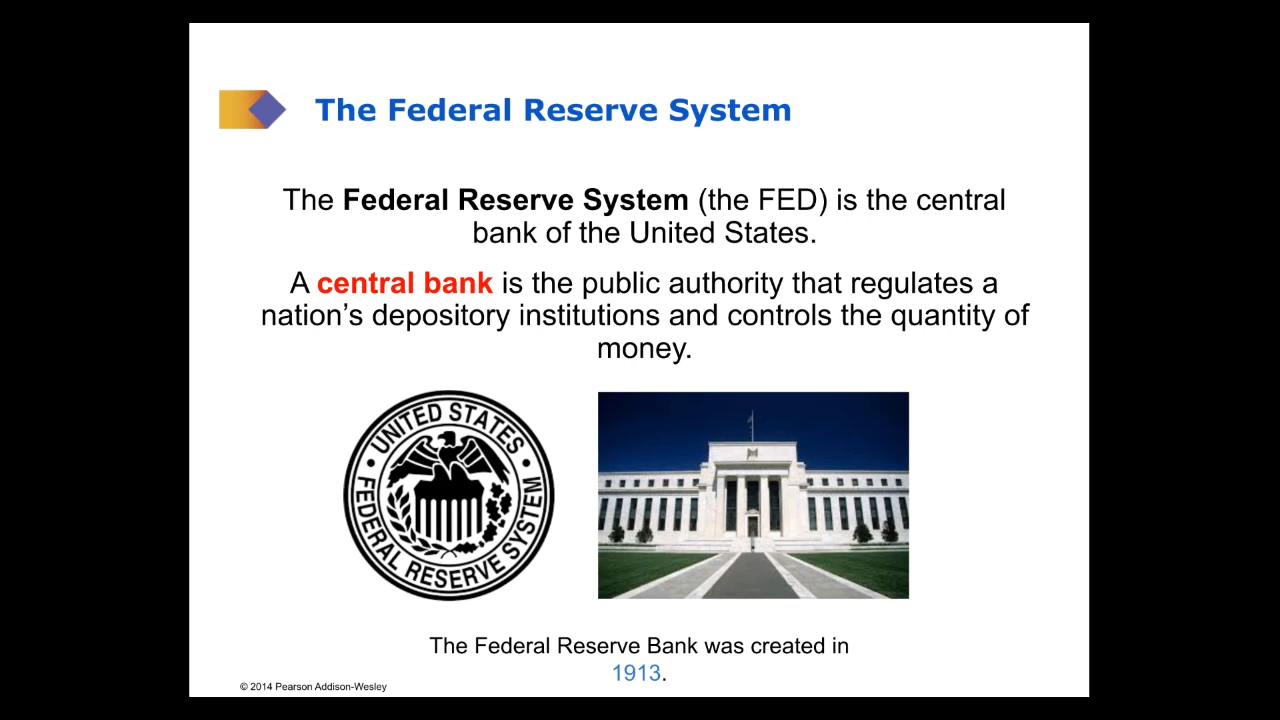 The Federal Reserve System
The Federal Reserve System (the FED) is the central
bank of the United States.
A central bank is the public authority that regulates a
nation’s depository institutions and controls the quantity of
money.
UNITED STATES
FEDERAL RESERVE SYSTEM
The Federal Reserve Bank was created in
1913.
© 2014 Pearson Addison-Wesley